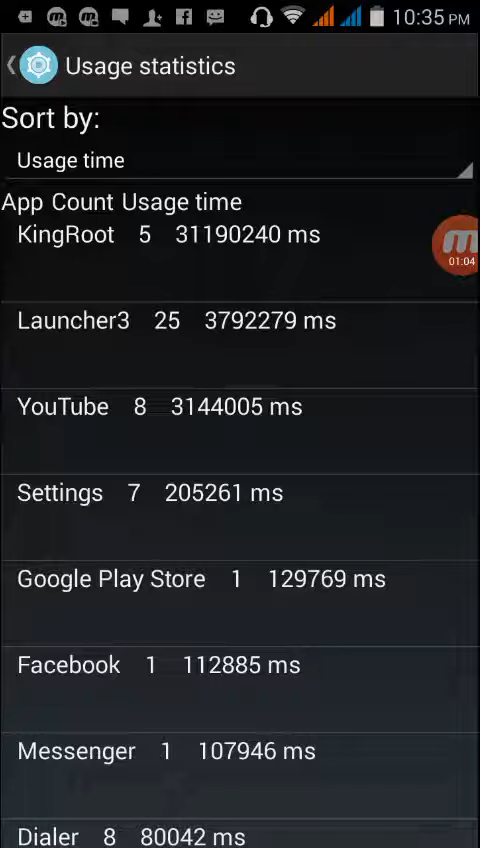 10:35 PM
Usage statistics
Sort by:
Usage time
App Count Usage time
KingRoot 5 31190240 ms
01:04
Launcher3 25 3792279 ms
YouTube 8 3144005 ms
Settings 7 205261 ms
Google Play Store 1 129769 ms
Facebook 1 112885 ms
Messenger 1 107946 ms
Dialer 8 80042 ms